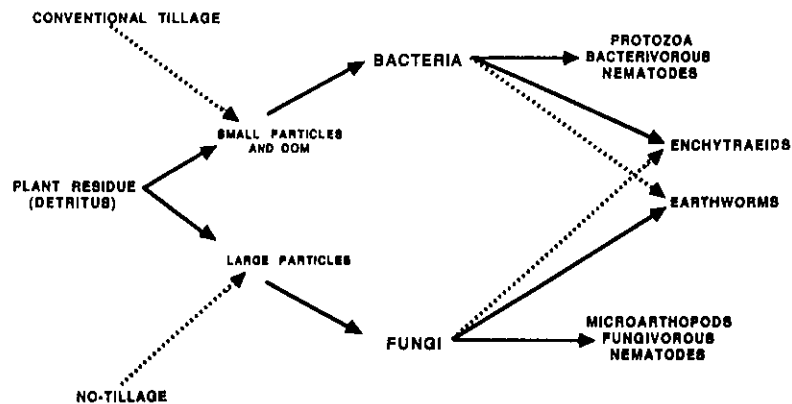 CONVENTIONAL TILLAGE
BACTERIA
PROTOZOA
BACTERIVOROUS
NEMATODES
SMALL PARTICLES
AND DOM
ENCHYTRAEIDS
PLANT RESIDUE
(DETRITUS)
EARTHWORMS
LARGE PARTICLES
FUNGI
MICROARTHOPODS
FUNGIVOROUS
NEMATODES
NO-TILLAGE